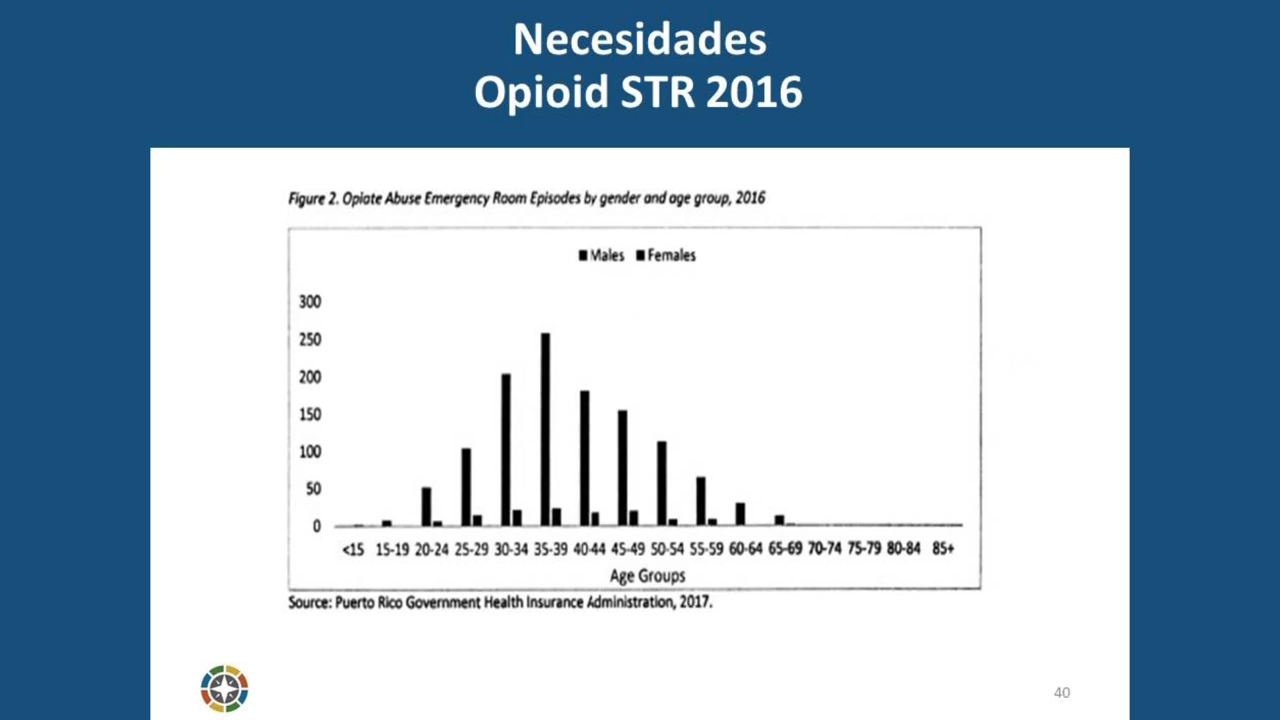 Necesidades
Opioid STR 2016
Figure 2. Opiate Abuse Emergency Room Episodes by gender and age group, 2016
Males Females
300
250
200
150
100
50
0
<15 15-19 20-24 25-29 30-34 35-39 40-44 45-49 50-54 55-59 60-64 65-69 70-74 75-79 80-84 85+
Age Groups
Source: Puerto Rico Government Health Insurance Administration, 2017.
40